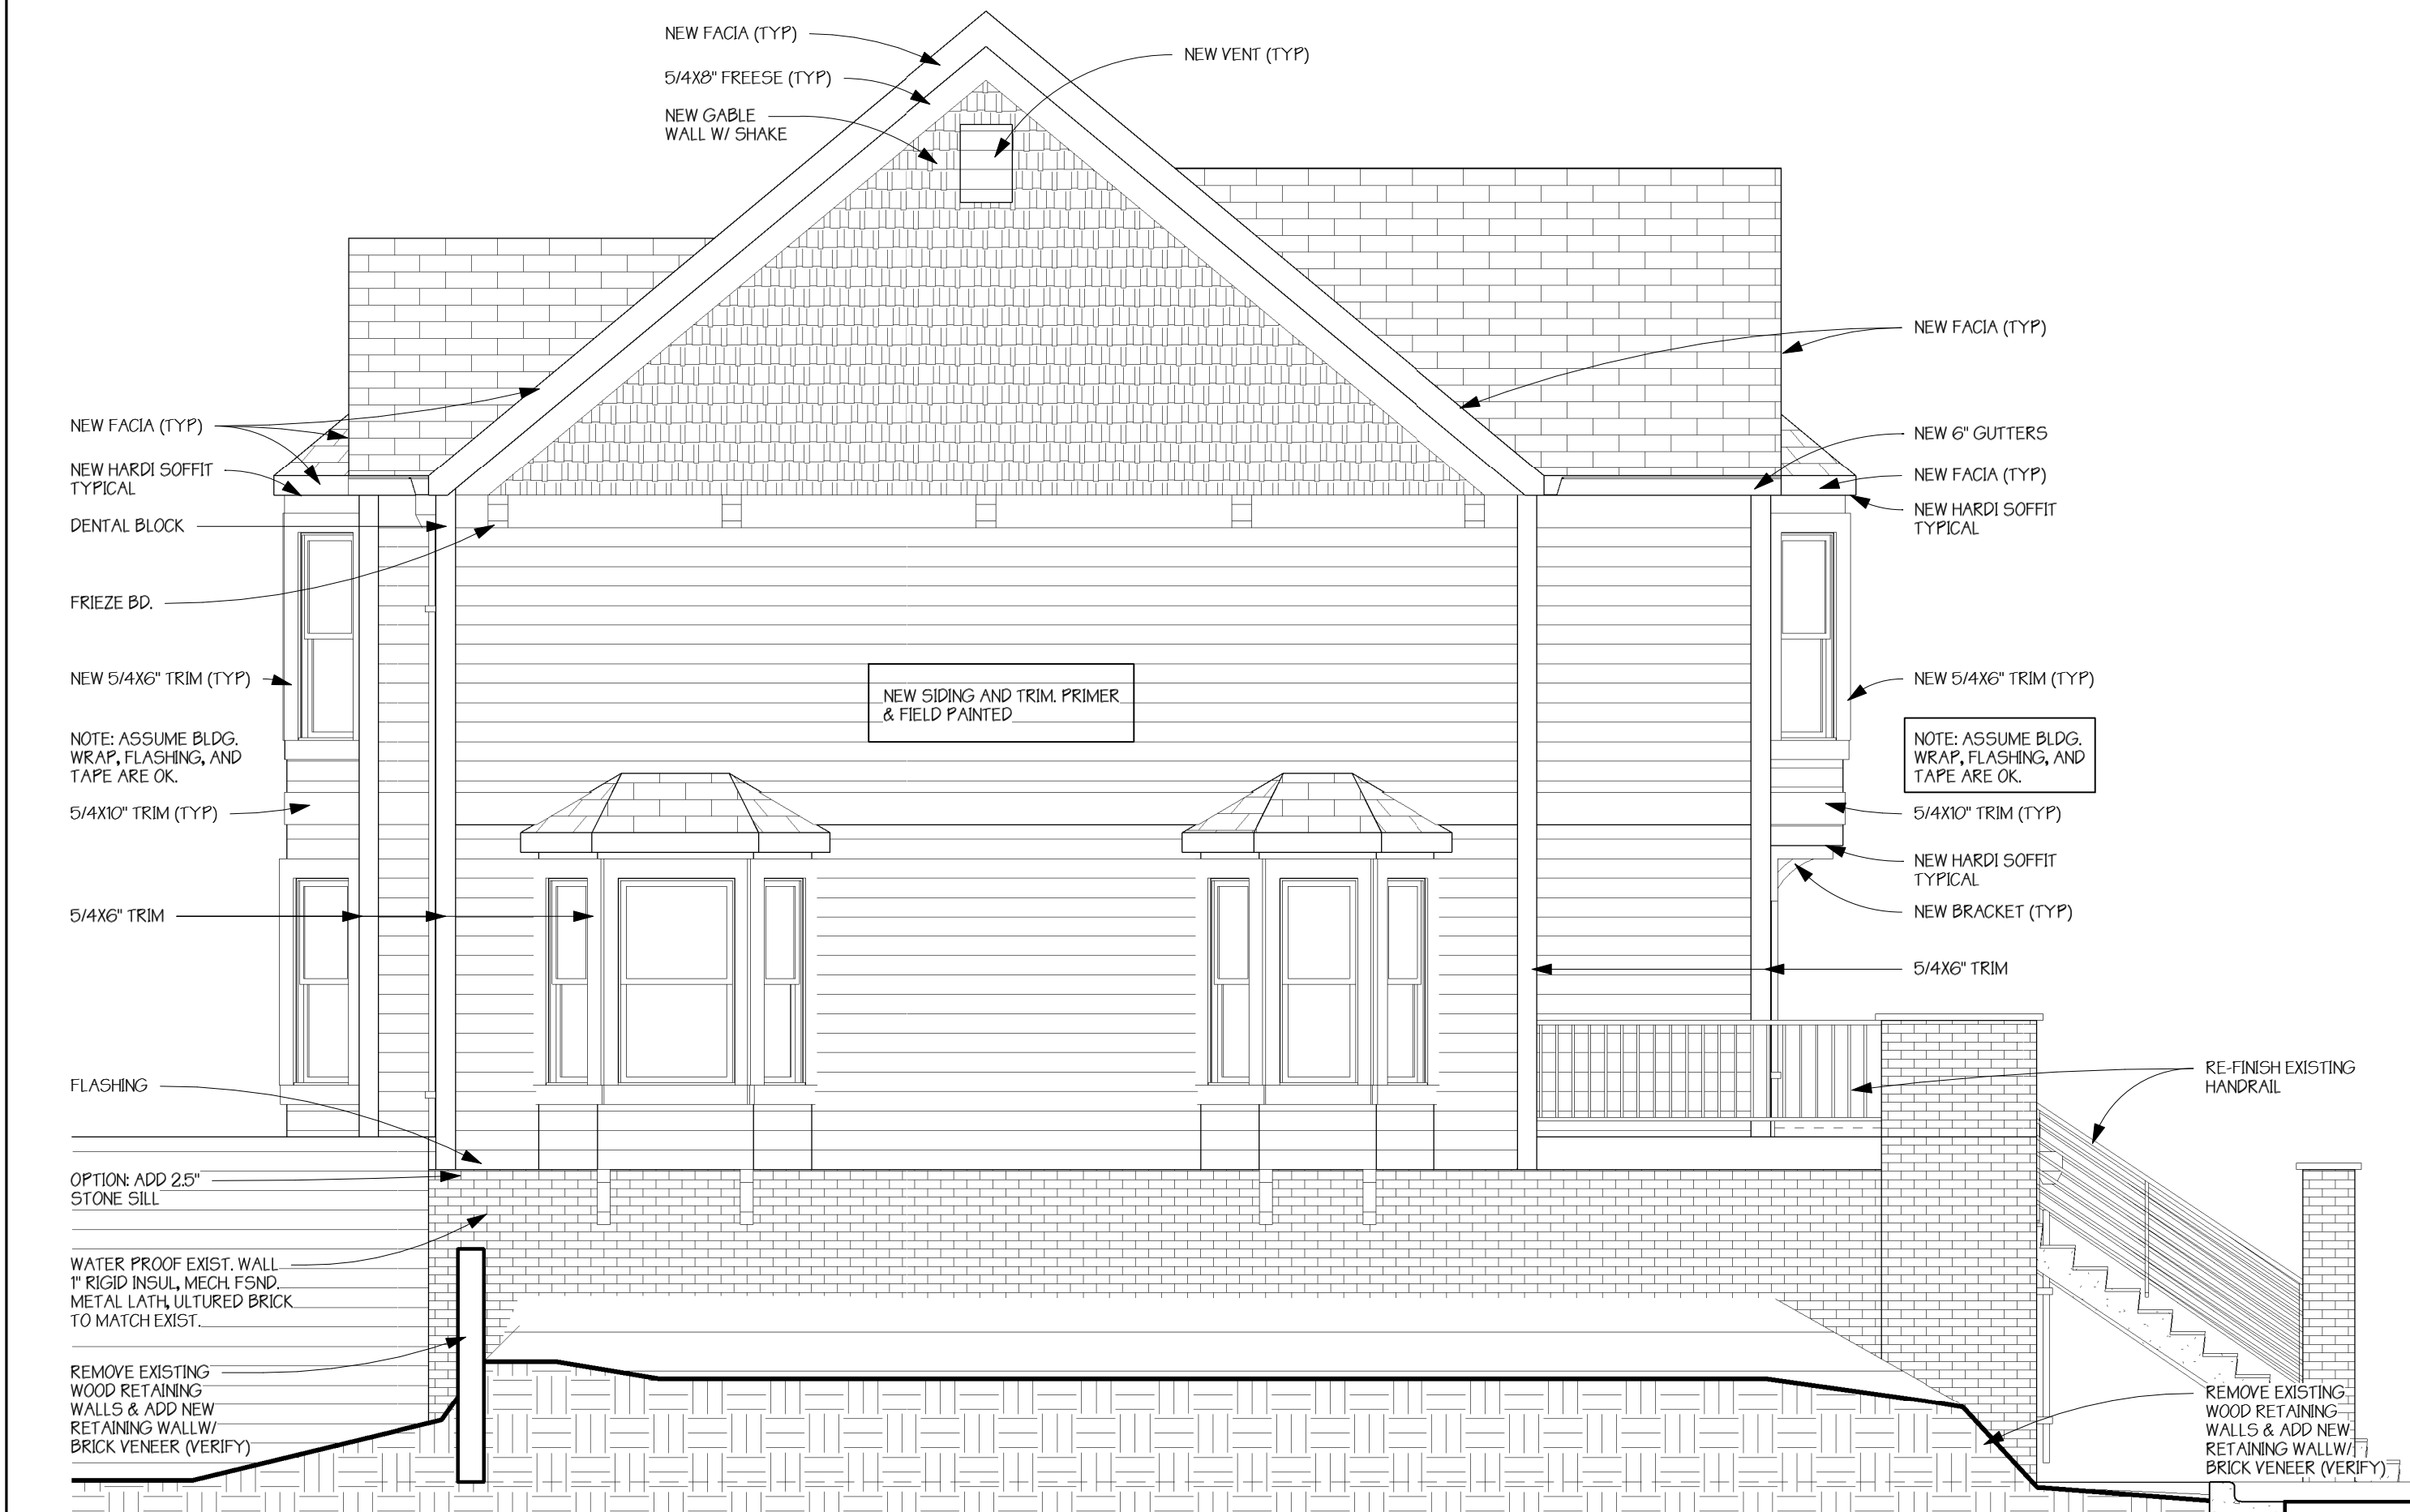 NEW FACIA (TYP)
5/4X8" FREESE (TYP)
NEW GABLE
WALL W/ SHAKE
NEW VENT (TYP)
NEW FACIA (TYP)
NEW HARDI SOFFIT
TYPICAL
DENTAL BLOCK
FRIEZE BD.
NEW 5/4X6" TRIM (TYP)
NOTE: ASSUME BLDG.
WRAP, FLASHING, AND
TAPE ARE OK.
5/4X10" TRIM (TYP)
5/4X6" TRIM
FLASHING
OPTION: ADD 2.5"
STONE SILL
WATER PROOF EXIST. WALL
1" RIGID INSUL, MECH. FSND.
METAL LATH, ULTURED BRICK
TO MATCH EXIST.
REMOVE EXISTING
WOOD RETAINING
WALLS & ADD NEW
RETAINING WALLW/
BRICK VENEER (VERIFY)
NEW SIDING AND TRIM. PRIMER
& FIELD PAINTED
NEW FACIA (TYP)
NEW 6" GUTTERS
NEW FACIA (TYP)
NEW HARDI SOFFIT
TYPICAL
NEW 5/4X6" TRIM (TYP)
NOTE: ASSUME BLDG.
WRAP, FLASHING, AND
TAPE ARE OK.
5/4X10" TRIM (TYP)
NEW HARDI SOFFIT
TYPICAL
NEW BRACKET (TYP)
5/4X6" TRIM
RE-FINISH EXISTING
HANDRAIL
REMOVE EXISTING
WOOD RETAINING
WALLS & ADD NEW
RETAINING WALLW/
BRICK VENEER (VERIFY)